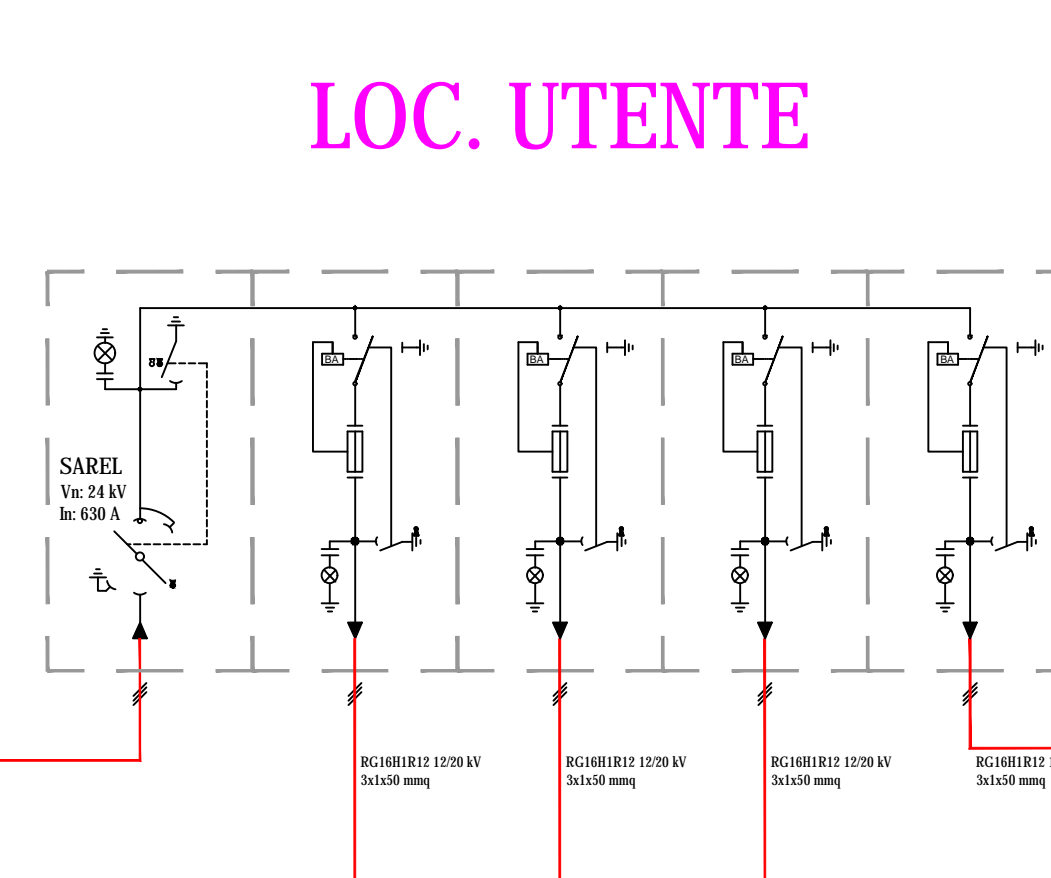 LOC. UTENTE
BA
BA
BA
BA
SAREL
Vn: 24 kV
In: 630 A
RG16H1R12 12/20 kV
3x1x50 mmq
RG16H1R12 12/20 kV
3x1x50 mmq
RG16H1R12 12/20 kV
3x1x50 mmq
RG16H1R12
3x1x50 mmq